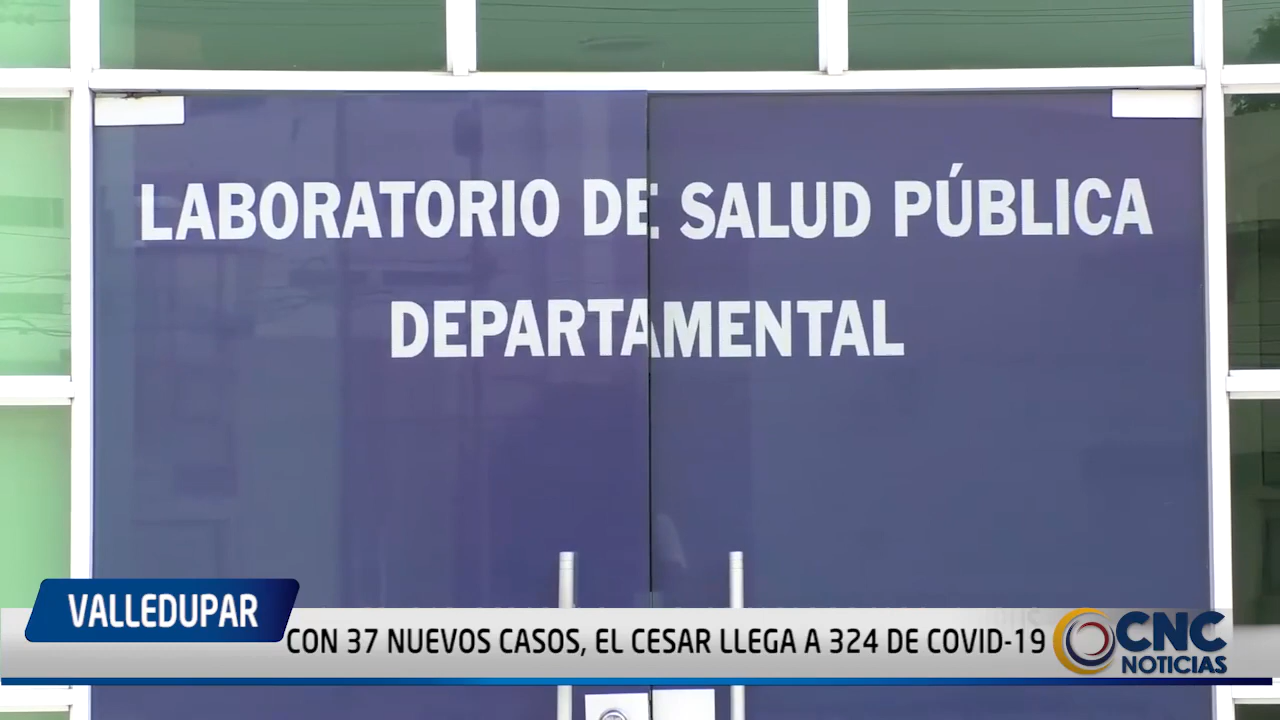 LABORATORIO DE SALUD PÚBLICA
DEPARTAMENTAL
VALLEDUPAR
CON 37 NUEVOS CASOS, EL CESAR LLEGA A 324 DE COVID-19
CNC
NOTICIAS